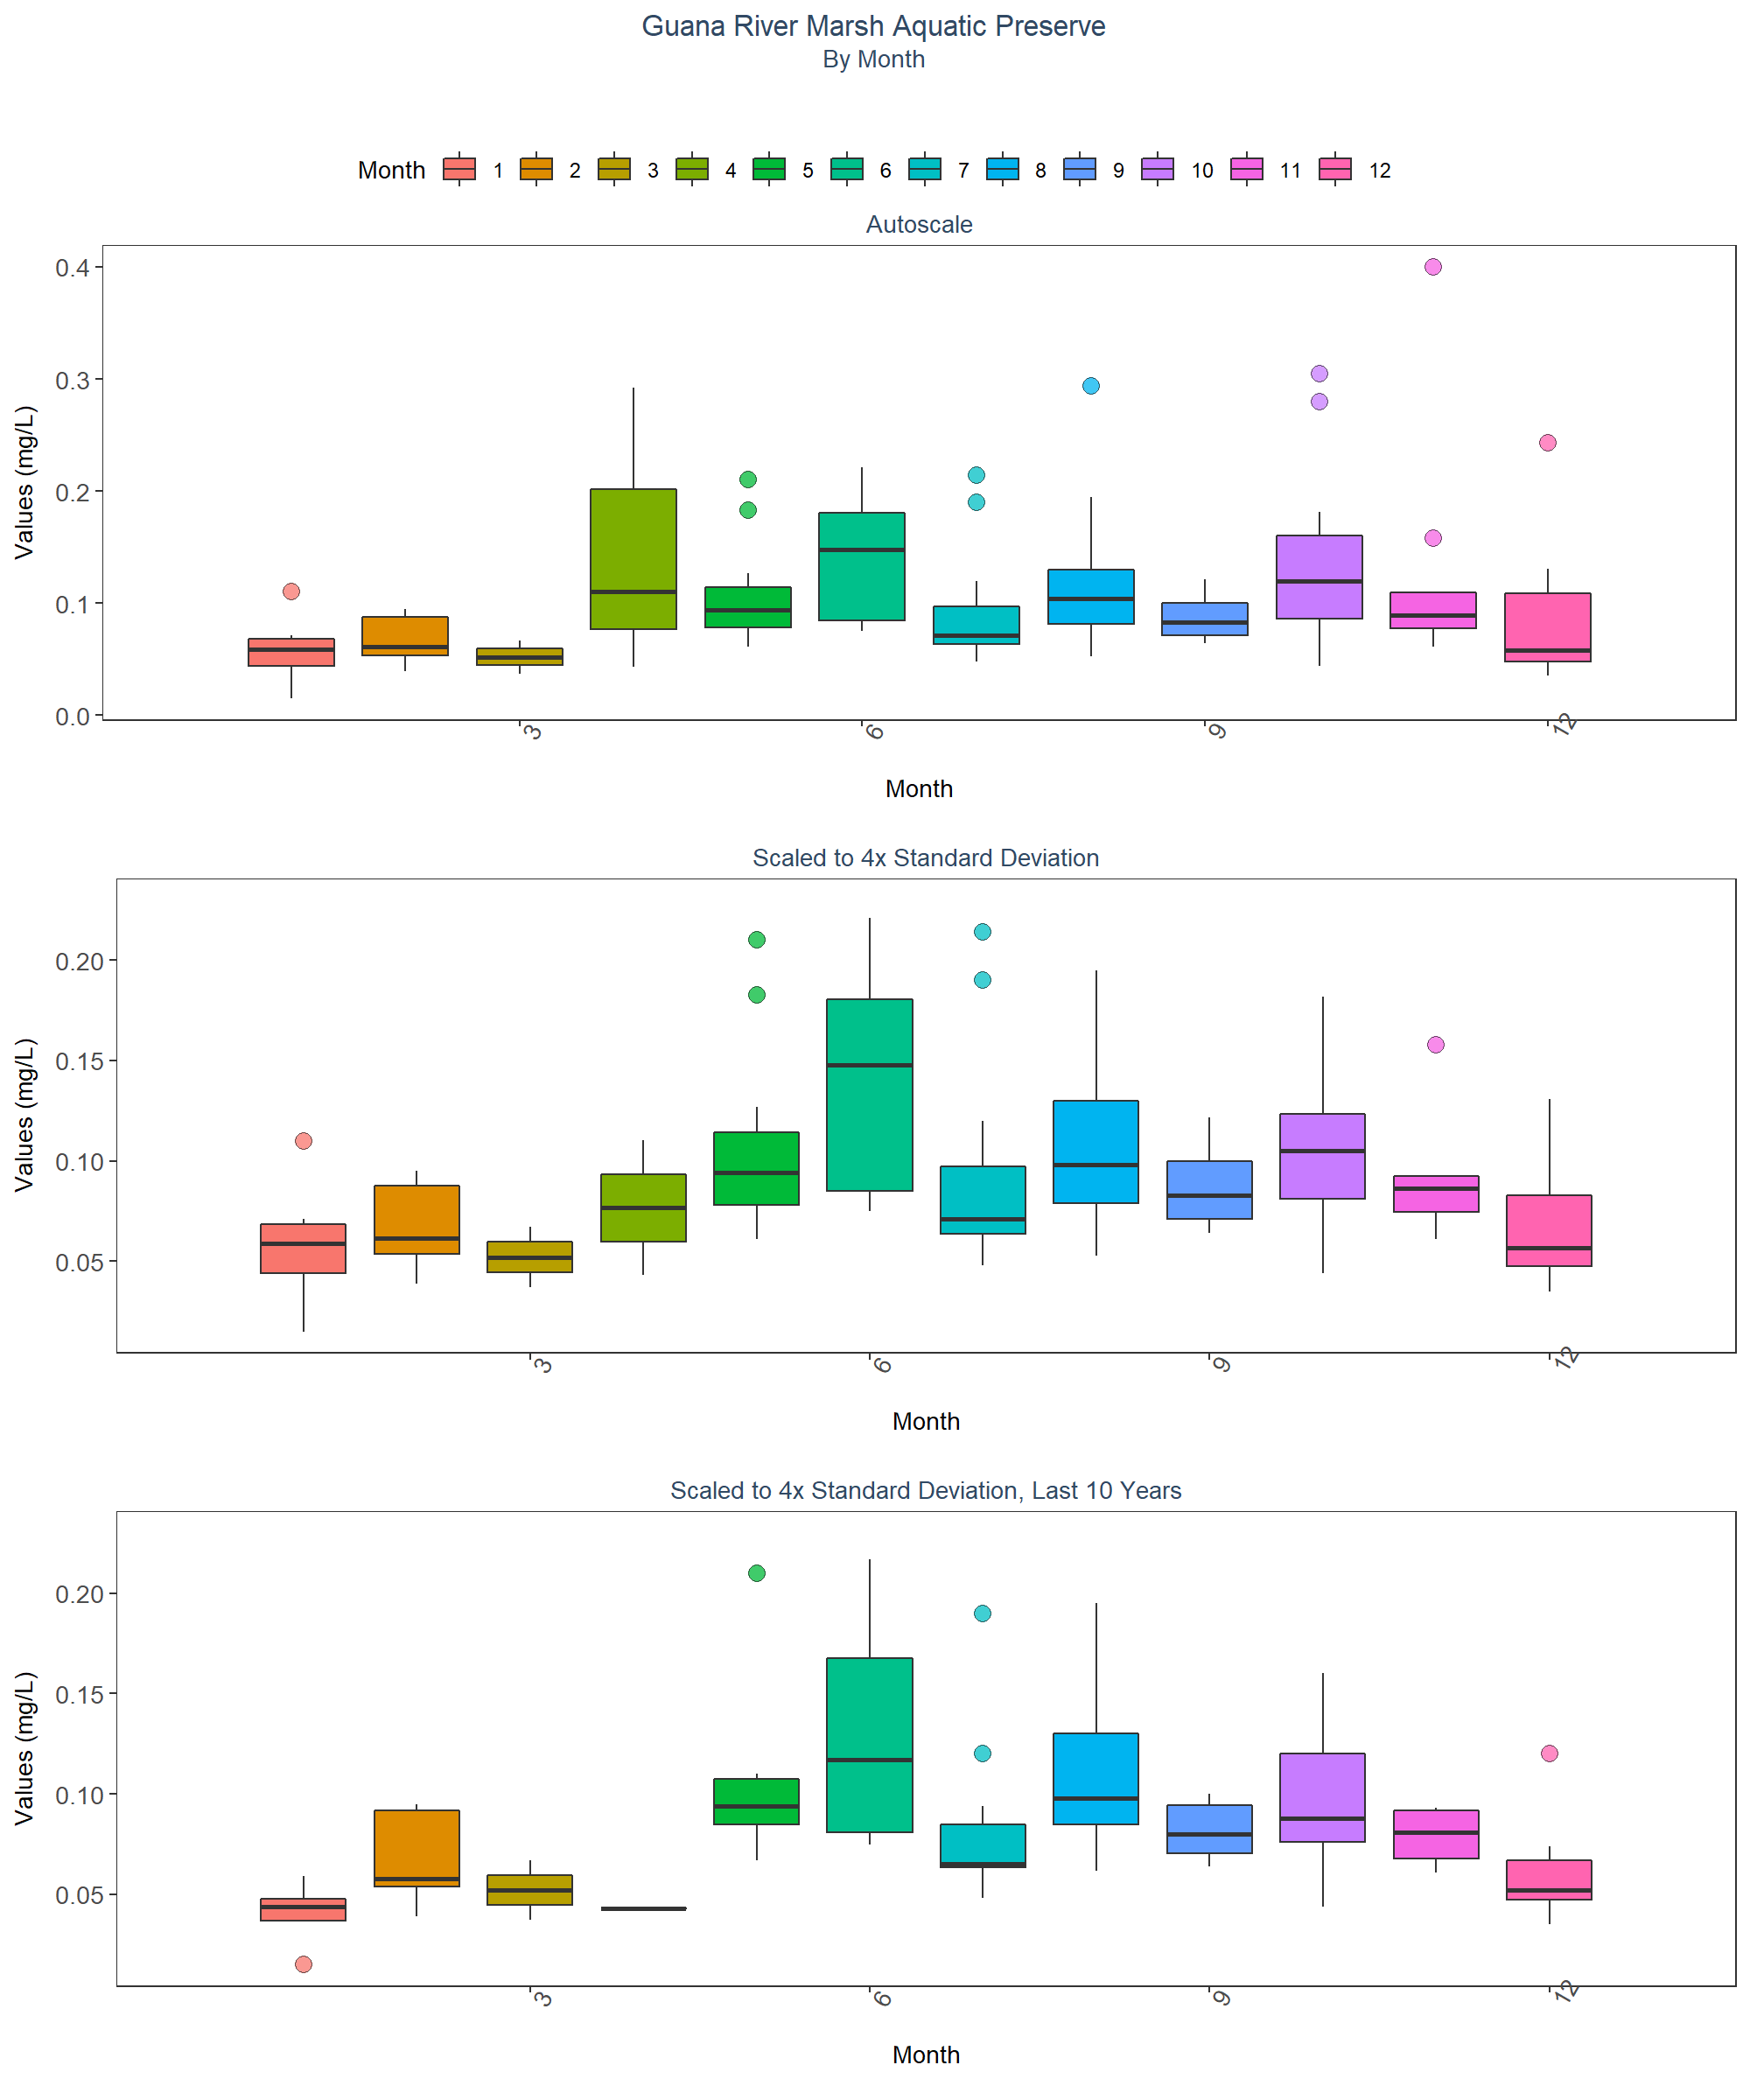 Guana River Marsh Aquatic Preserve
By Month
Month 1 2 3 4 5 6 7 8 9 10 11 12
Autoscale
Values (mg/L)
0.4
0.3
0.2
0.1
0.0
3 6 9 12
Month
Scaled to 4x Standard Deviation
Values (mg/L)
0.20
0.15
0.10
0.05
3 6 9 12
Month
Scaled to 4x Standard Deviation, Last 10 Years
Values (mg/L)
0.20
0.15
0.10
0.05
3 6 9 12
Month